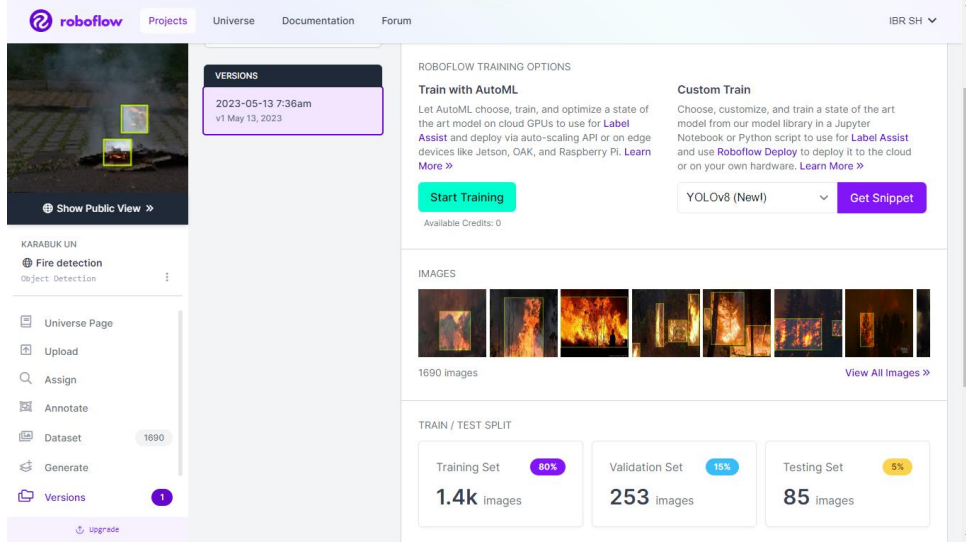 roboflow
Projects
Universe
Documentation
Forum
IBR SH
Show Public View »
KARABUK UN
Fire detection
Object Detection
Universe Page
Upload
Assign
Annotate
Dataset
1690
Generate
Versions
1
Upgrade
VERSIONS
2023-05-13 7:36am
v1 May 13, 2023
ROBOFLOW TRAINING OPTIONS
Train with AutoML
Let AutoML choose, train, and optimize a state of
the art model on cloud GPUs to use for Label
Assist and deploy via auto-scaling API or on edge
devices like Jetson, OAK, and Raspberry Pi. Learn
More »
Start Training
Available Credits: 0
Custom Train
Choose, customize, and train a state of the art
model from our model library in a Jupyter
Notebook or Python script to use for Label Assist
and use Roboflow Deploy to deploy it to the cloud
or on your own hardware. Learn More »
YOLOv8 (New!)
Get Snippet
IMAGES
1690 images
View All Images »
TRAIN / TEST SPLIT
Training Set
80%
1.4k images
Validation Set
15%
253 images
Testing Set
5%
85 images